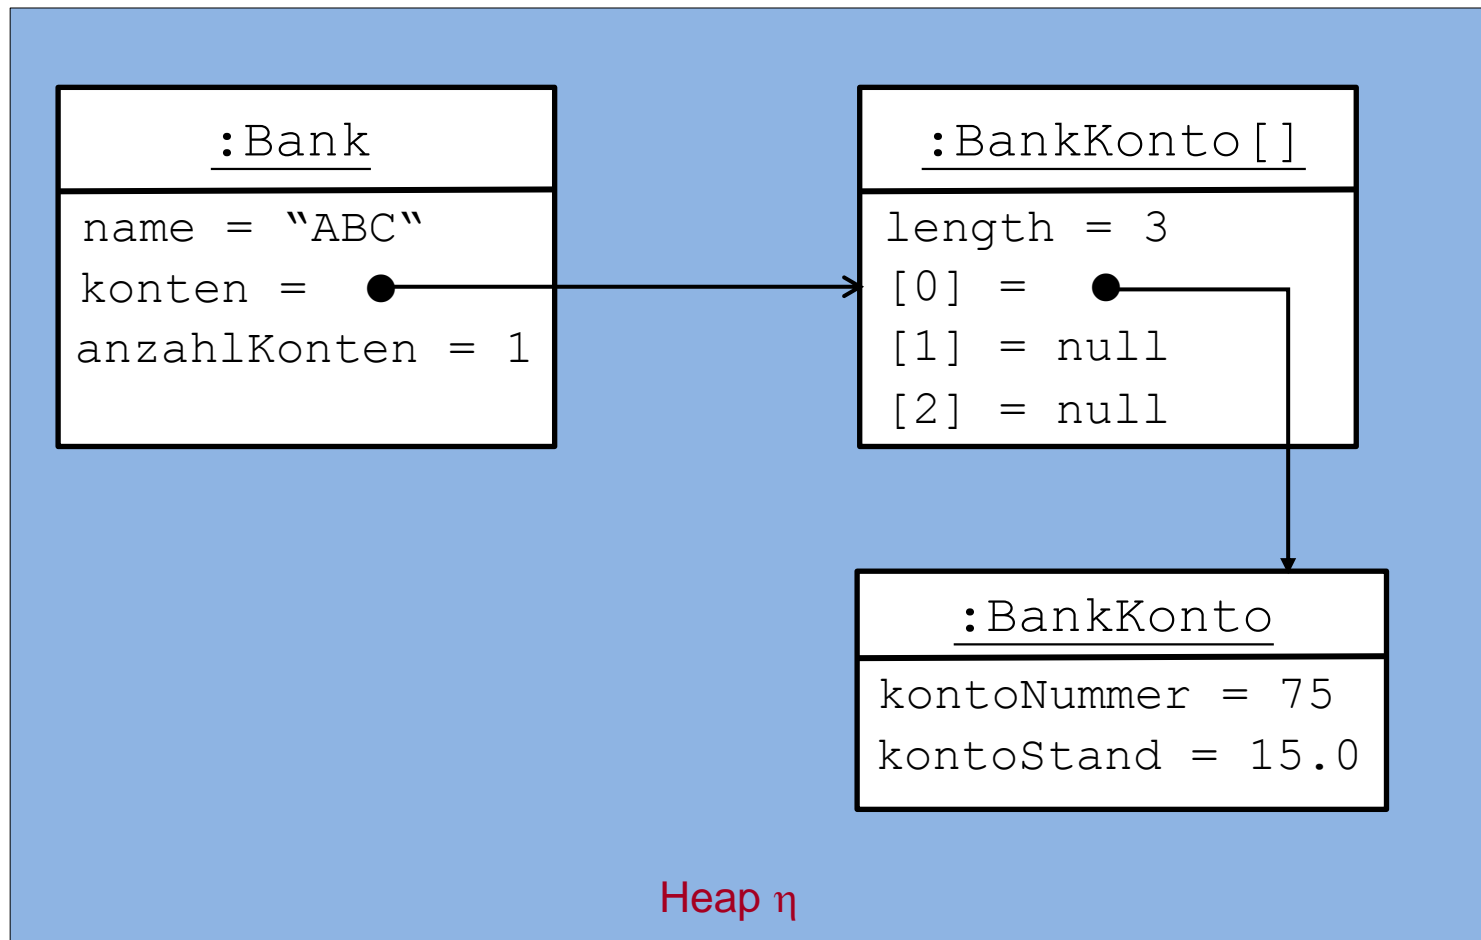 :Bank
name = “ABC“
konten =
anzahlKonten = 1
:BankKonto[]
length = 3
[0] =
[1] = null
[2] = null
:BankKonto
kontoNummer = 75
kontoStand = 15.0
Heap η